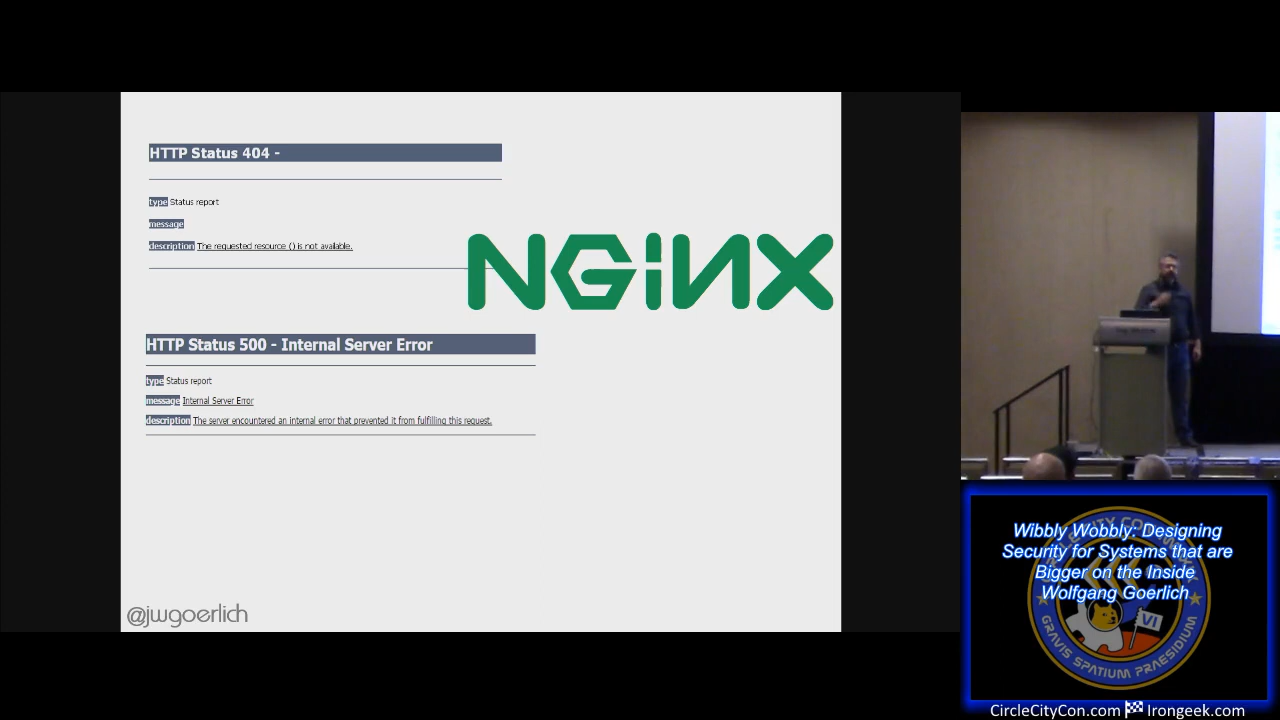 HTTP Status 404 -
type Status report
message
description The requested resource () is not available.
NGINX
HTTP Status 500 - Internal Server Error
type Status report
message Internal Server Error
description The server encountered an internal error that prevented it from fulfilling this request.
@jwgoerlich
Wibbly Wobbly: Designing
Security for Systems that are
Bigger on the Inside
Wolfgang Goerlich
VI
GRAVIS SPATIUM PRAESIDIUM
CircleCityCon.com Irongeek.com